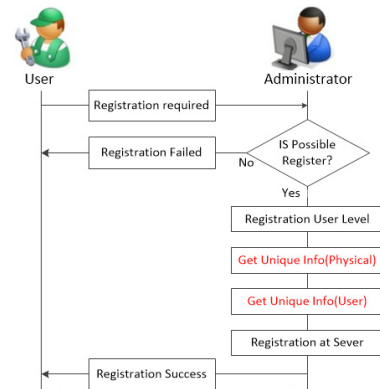 User
Administrator
Registration required
IS Possible
Register?
Registration Failed
No
Yes
Registration User Level
Get Unique Info(Physical)
Get Unique Info(User)
Registration at Sever
Registration Success